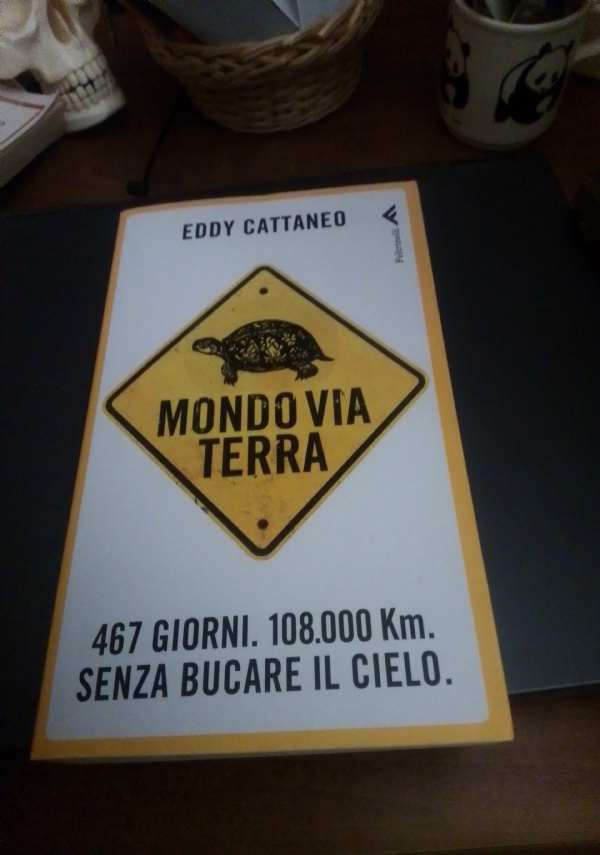 EDDY CATTANEO
Feltrinelli
MONDO VIA
TERRA
467 GIORNI. 108.000 Km.
SENZA BUCARE IL CIELO.